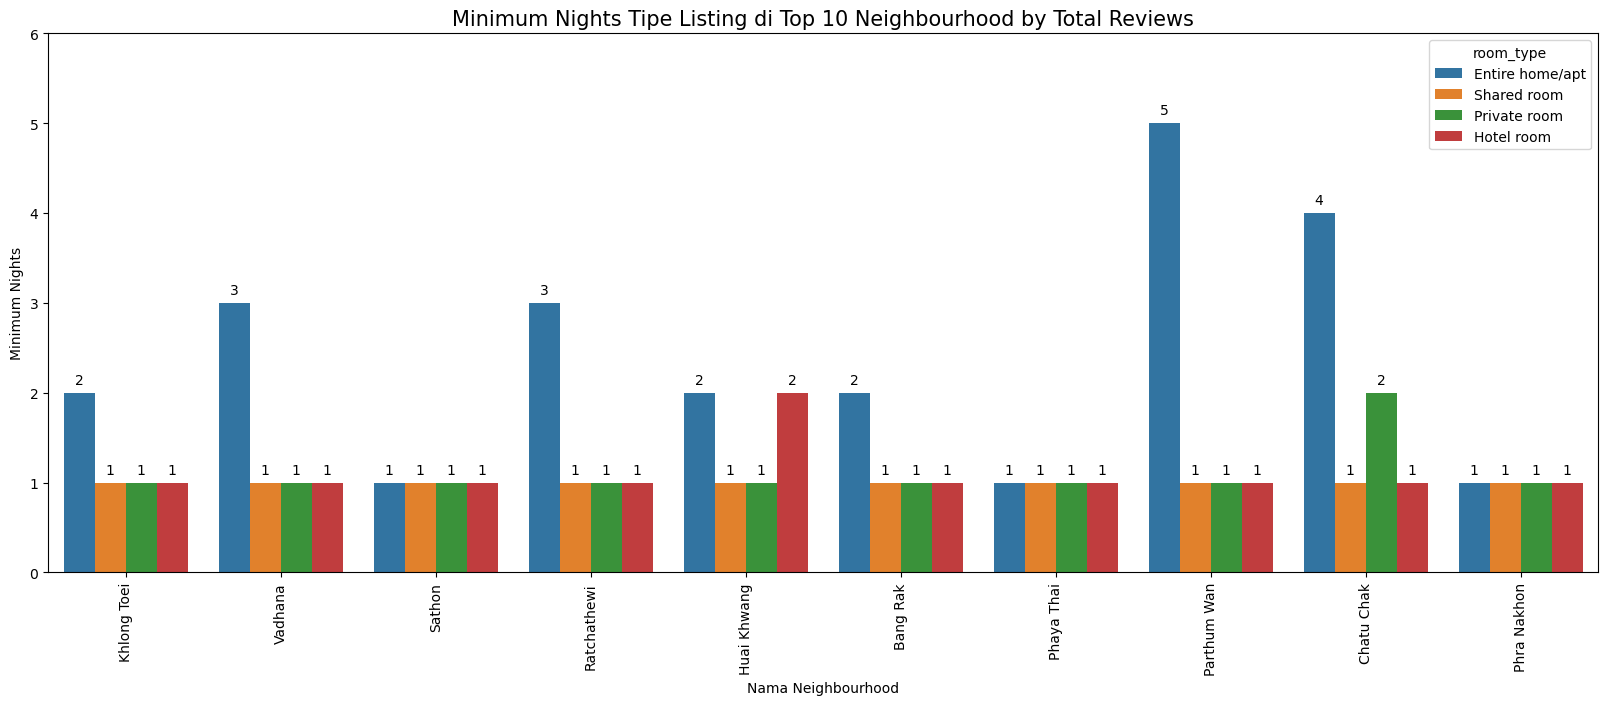 Minimum Nights Tipe Listing di Top 10 Neighbourhood by Total Reviews
room_type
Entire home/apt
Shared room
Private room
Hotel room
Minimum Nights
6
5
4
3
2
1
0
2 1 1 1
3 1 1 1
1 1 1 1
3 1 1 1
2 1 1 2
2 1 1 1
1 1 1 1
5 1 1 1
4 1 2 1
1 1 1 1
Khlong Toei
Vadhana
Sathon
Ratchathewi
Huai Khwang
Bang Rak
Phaya Thai
Parthum Wan
Chatu Chak
Phra Nakhon
Nama Neighbourhood